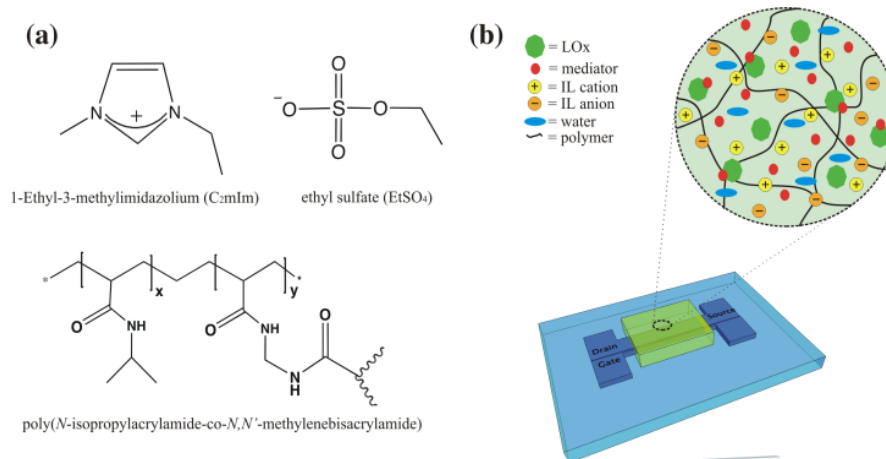 (a)
N
N
+
1-Ethyl-3-methylimidazolium (C2mIm)
O
-O
S
O
O
ethyl sulfate (EtSO4)
*
x
y
*
O
NH
O
NH
O
N
H
poly(N-isopropylacrylamide-co-N,N'-methylenebisacrylamide)
(b)
= LOx
= mediator
+ = IL cation
− = IL anion
= water
= polymer
Source
Drain
Gate